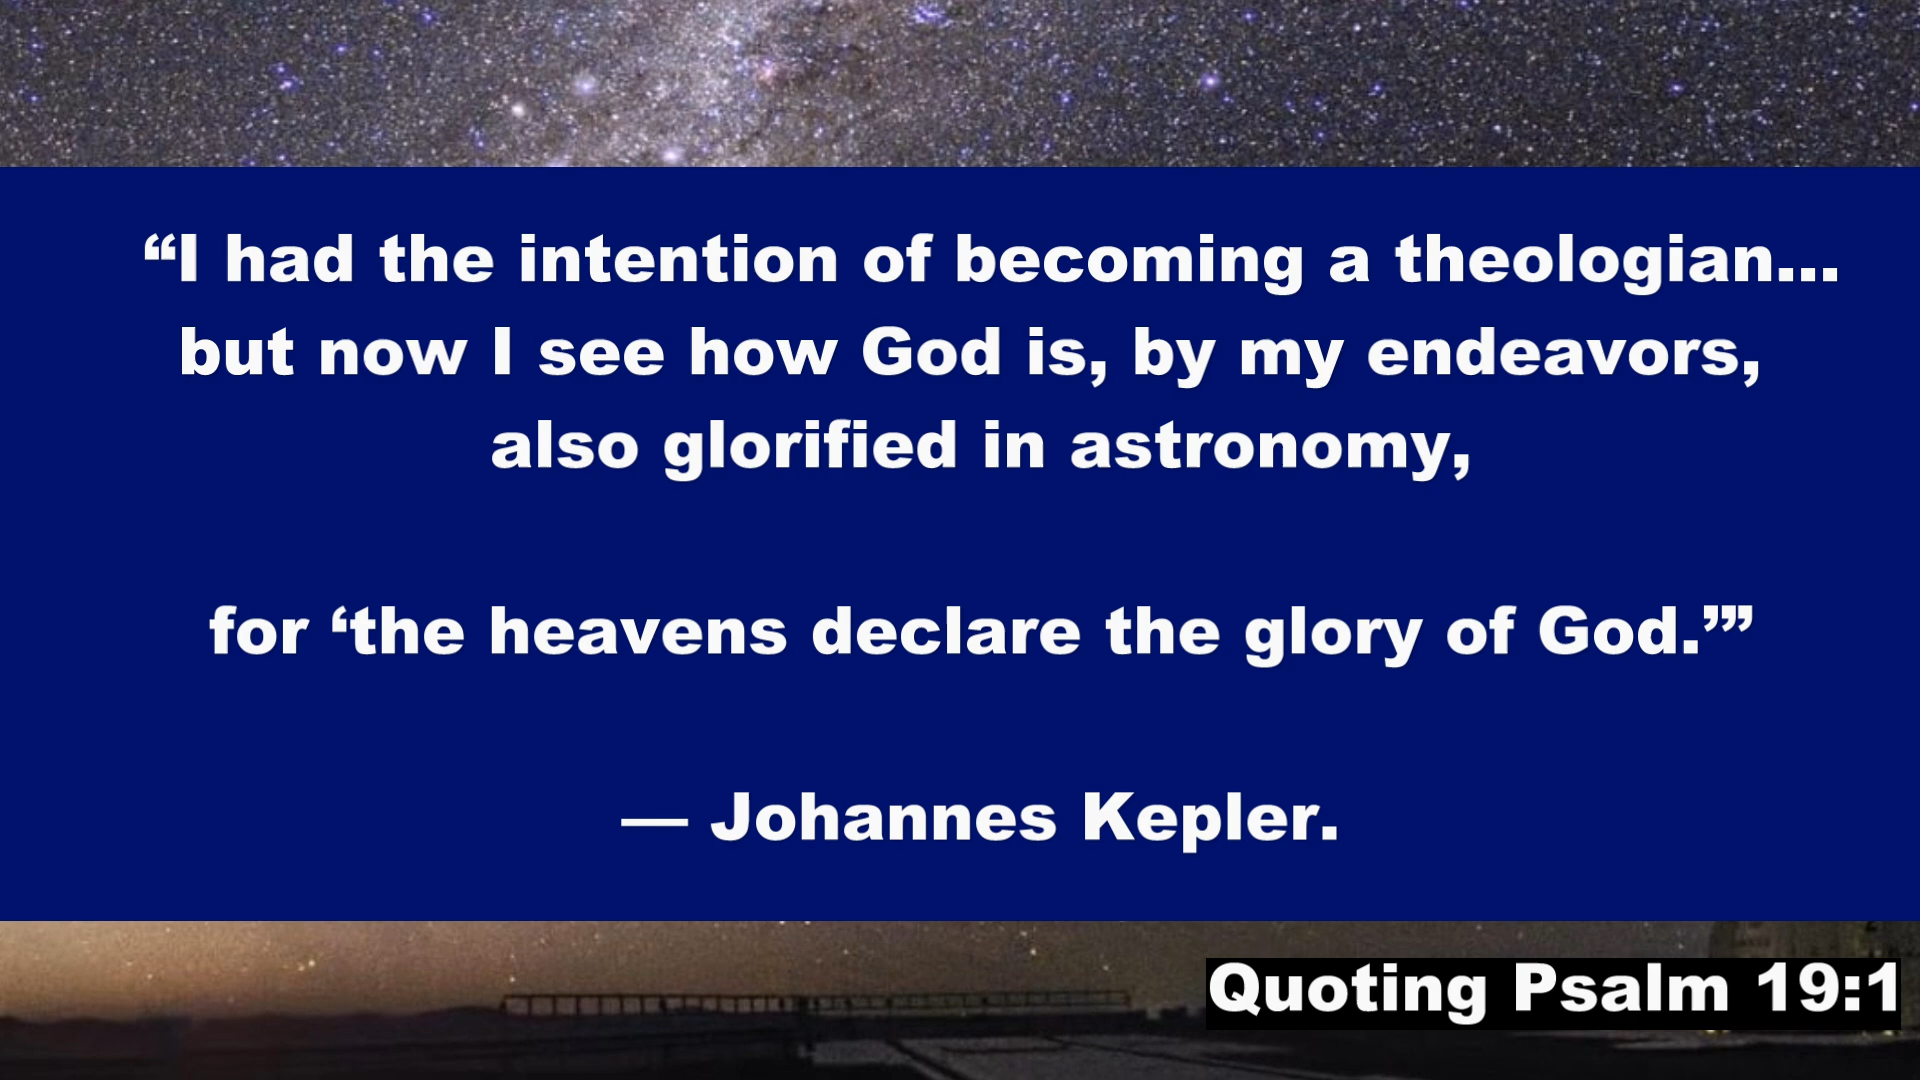 “I had the intention of becoming a theologian...
but now I see how God is, by my endeavors,
also glorified in astronomy,
for ‘the heavens declare the glory of God.’”
— Johannes Kepler.
Quoting Psalm 19:1